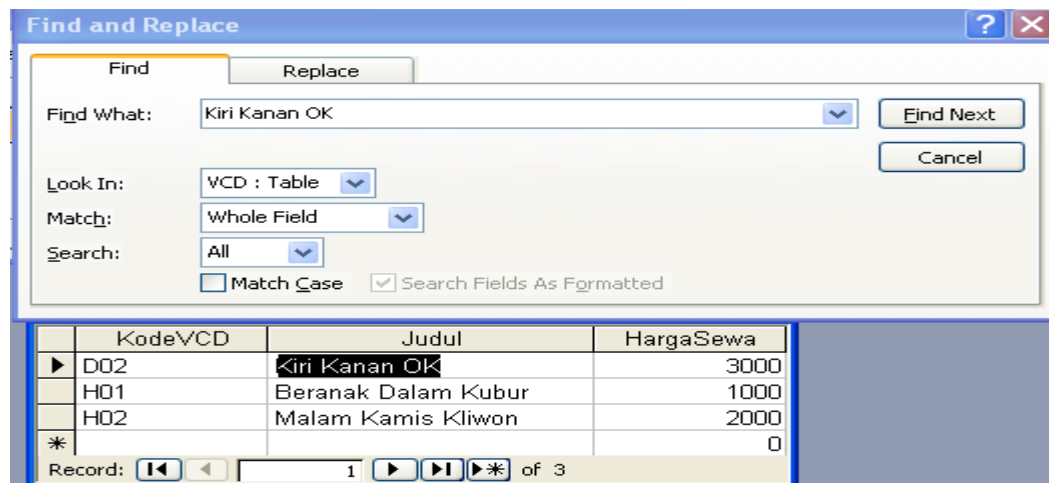 Find and Replace
Find Replace
Find What: Kiri Kanan OK Find Next
Cancel
Look In: VCD : Table
Match: Whole Field
Search: All
Match Case Search Fields As Formatted
KodeVCD Judul HargaSewa
D02 Kiri Kanan OK 3000
H01 Beranak Dalam Kubur 1000
H02 Malam Kamis Kliwon 2000
0
Record: 1 of 3